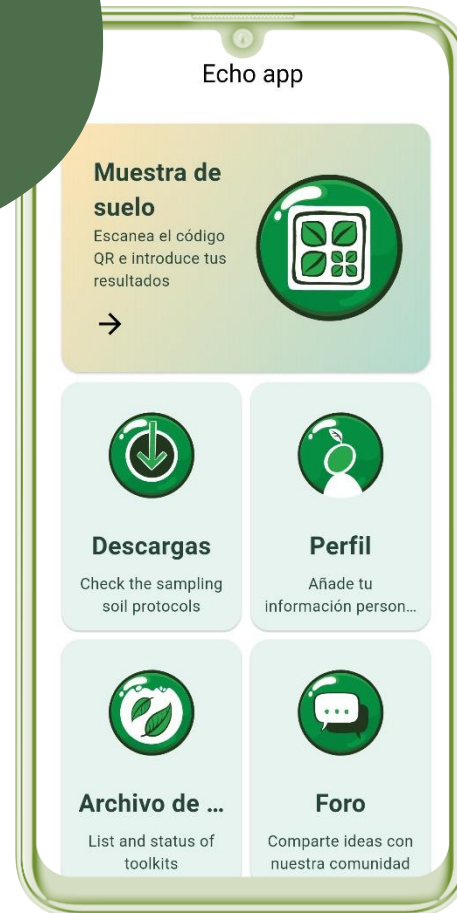 Echo app
Muestra de
suelo
Escanea el código
QR e introduce tus
resultados
Descargas
Check the sampling
soil protocols
Perfil
Añade tu
información person…
Archivo de …
List and status of
toolkits
Foro
Comparte ideas con
nuestra comunidad